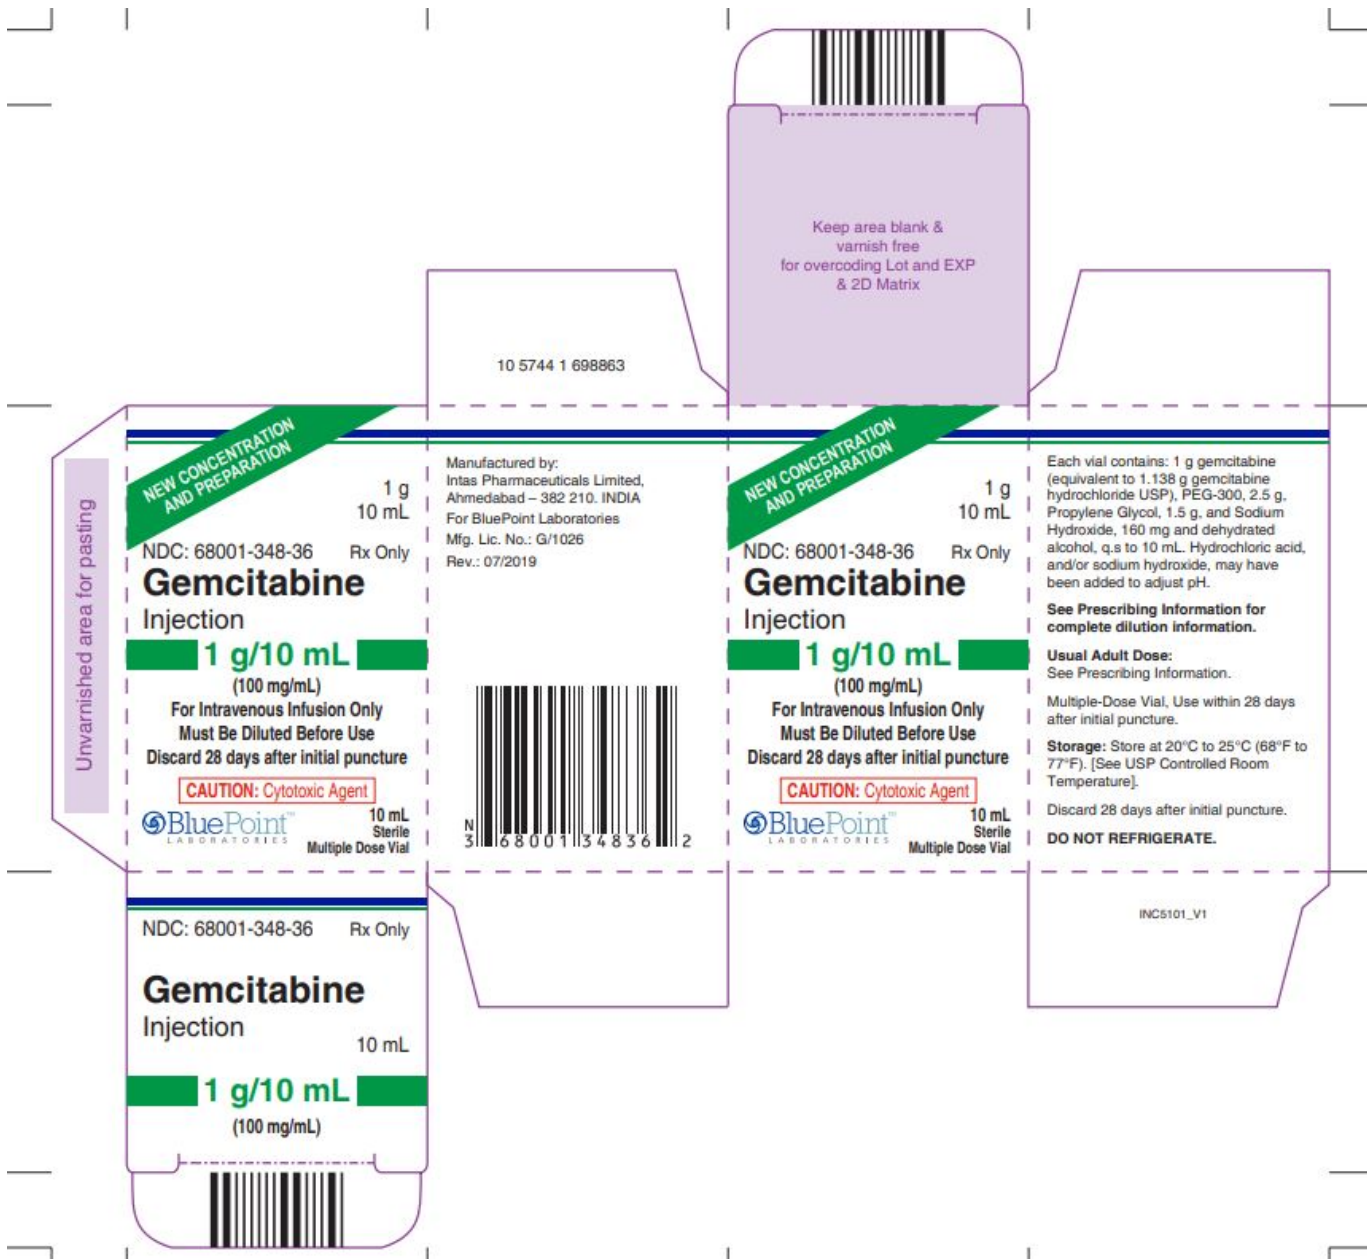 Keep area blank &
varnish free
for overcoding Lot and EXP
& 2D Matrix
10 5744 1 698863
Unvarnished area for pasting
NEW CONCENTRATION
AND PREPARATION
1 g
10 mL
NDC: 68001-348-36 Rx Only
Gemcitabine
Injection
1 g/10 mL
(100 mg/mL)
For Intravenous Infusion Only
Must Be Diluted Before Use
Discard 28 days after initial puncture
CAUTION: Cytotoxic Agent
BluePoint™
LABORATORIES
10 mL
Sterile
Multiple Dose Vial
Manufactured by:
Intas Pharmaceuticals Limited,
Ahmedabad – 382 210. INDIA
For BluePoint Laboratories
Mfg. Lic. No.: G/1026
Rev.: 07/2019
N
3 68001 34836 2
NEW CONCENTRATION
AND PREPARATION
1 g
10 mL
NDC: 68001-348-36 Rx Only
Gemcitabine
Injection
1 g/10 mL
(100 mg/mL)
For Intravenous Infusion Only
Must Be Diluted Before Use
Discard 28 days after initial puncture
CAUTION: Cytotoxic Agent
BluePoint™
LABORATORIES
10 mL
Sterile
Multiple Dose Vial
Each vial contains: 1 g gemcitabine
(equivalent to 1.138 g gemcitabine
hydrochloride USP), PEG-300, 2.5 g,
Propylene Glycol, 1.5 g, and Sodium
Hydroxide, 160 mg and dehydrated
alcohol, q.s to 10 mL. Hydrochloric acid,
and/or sodium hydroxide, may have
been added to adjust pH.
See Prescribing Information for
complete dilution information.
Usual Adult Dose:
See Prescribing Information.
Multiple-Dose Vial, Use within 28 days
after initial puncture.
Storage: Store at 20°C to 25°C (68°F to
77°F). [See USP Controlled Room
Temperature].
Discard 28 days after initial puncture.
DO NOT REFRIGERATE.
INC5101_V1
NDC: 68001-348-36 Rx Only
Gemcitabine
Injection
10 mL
1 g/10 mL
(100 mg/mL)